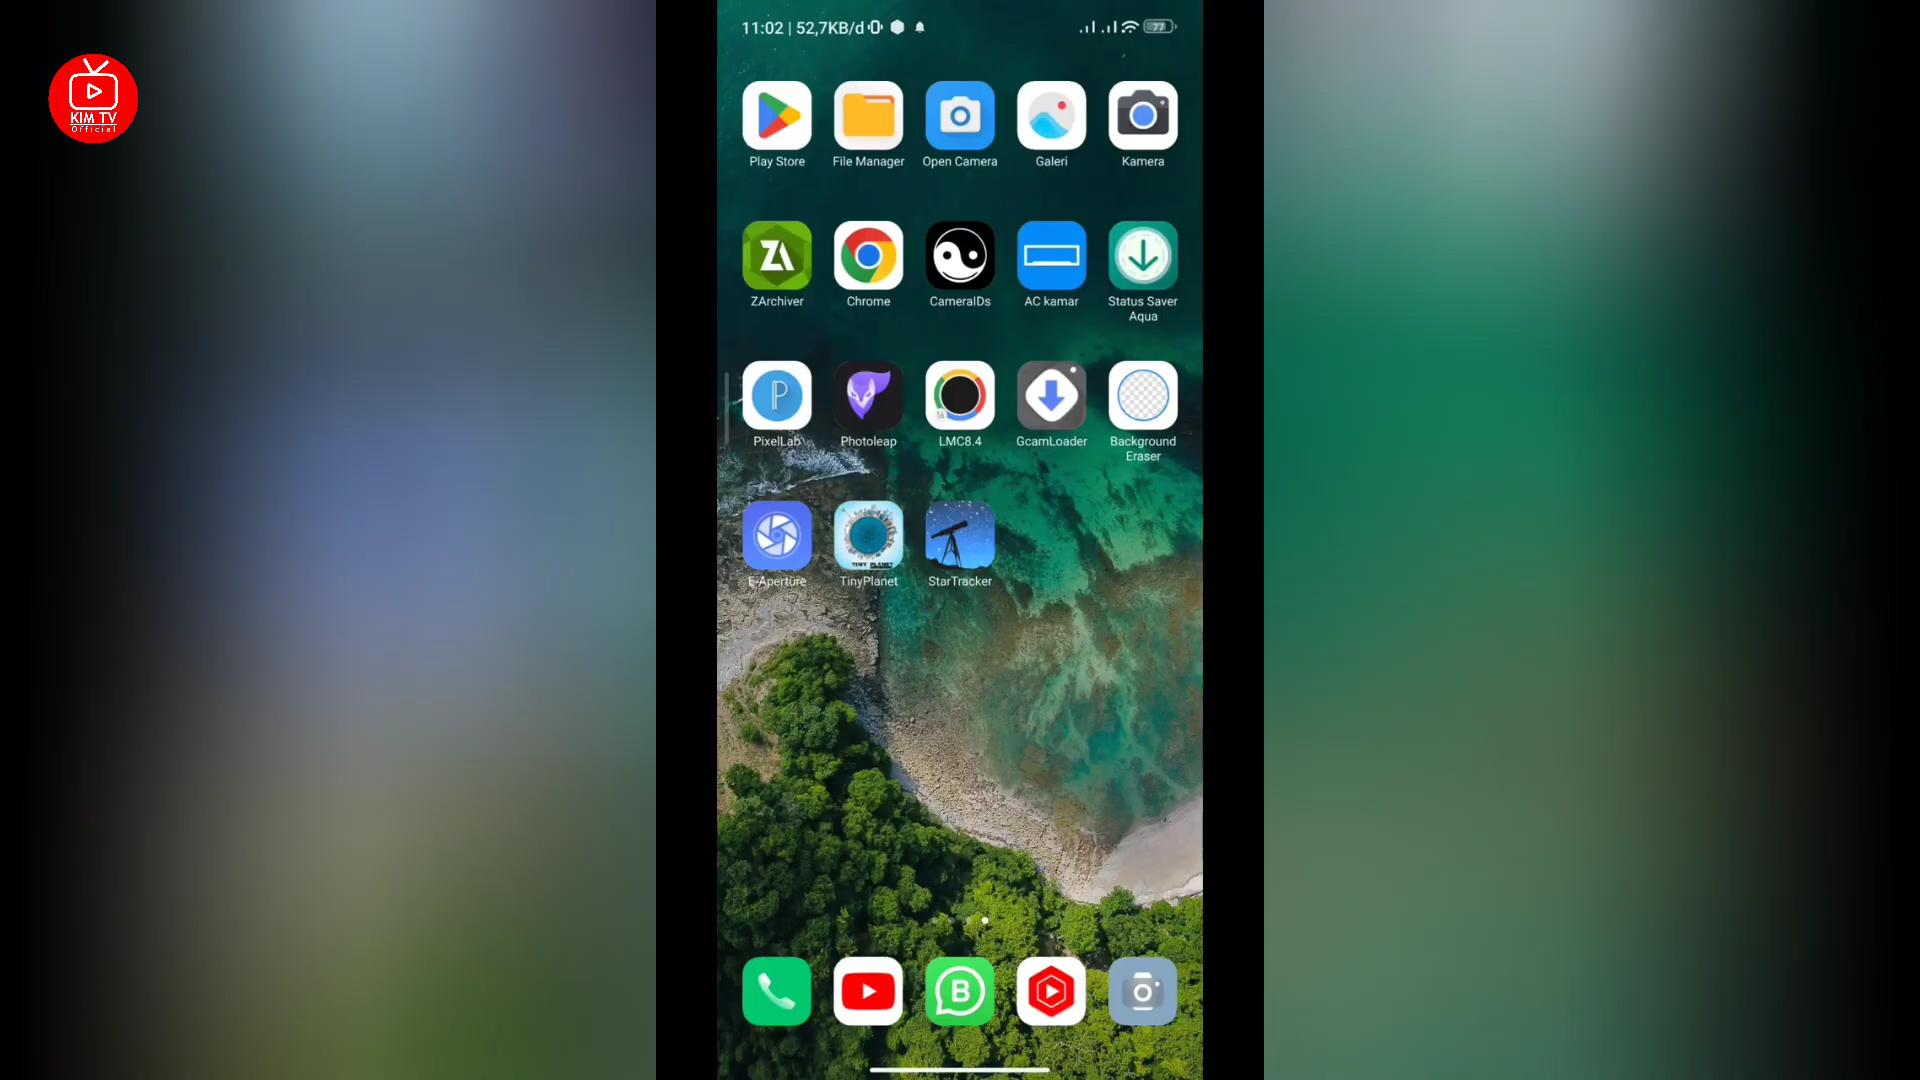 KIM TV
Official
11:02 | 52,7KB/d
77
Play Store
File Manager
Open Camera
Galeri
Kamera
ZArchiver
Chrome
CameraIDs
AC kamar
Status Saver
Aqua
PixelLab
Photoleap
LMC8.4
GcamLoader
Background
Eraser
E-Aperture
TinyPlanet
StarTracker